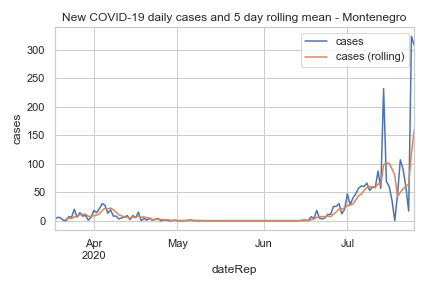 New COVID-19 daily cases and 5 day rolling mean - Montenegro
cases
cases (rolling)
300
250
200
150
100
50
0
cases
Apr
2020
May
Jun
Jul
dateRep